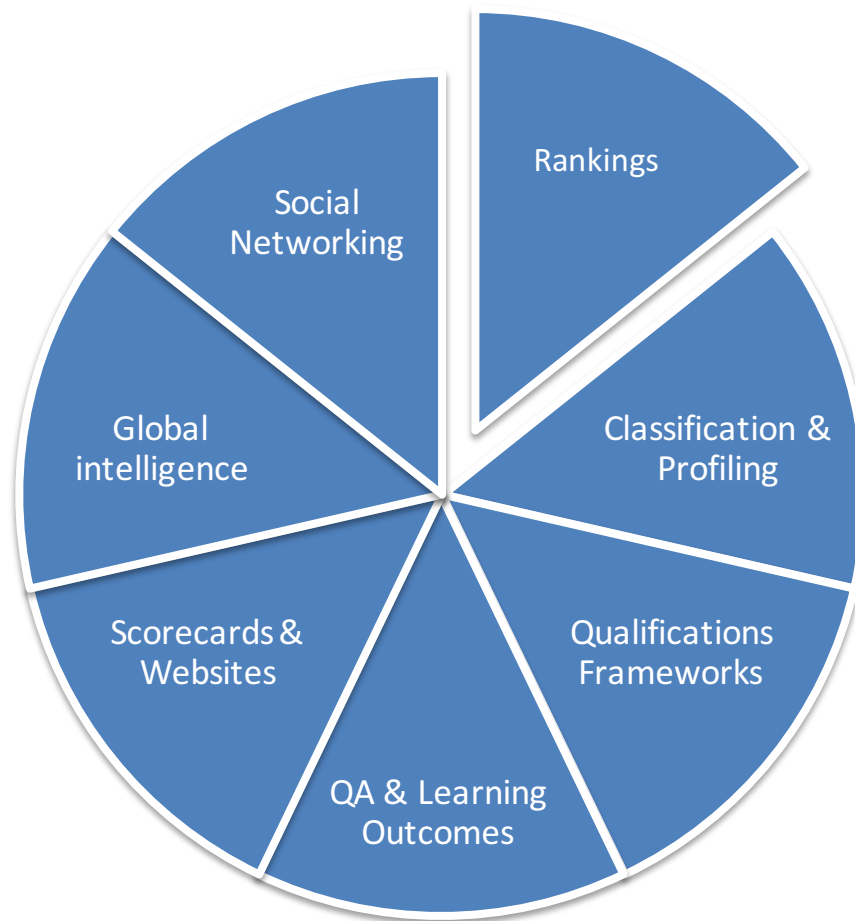 Rankings
Classification &
Profiling
Qualifications
Frameworks
QA & Learning
Outcomes
Scorecards &
Websites
Global
intelligence
Social
Networking